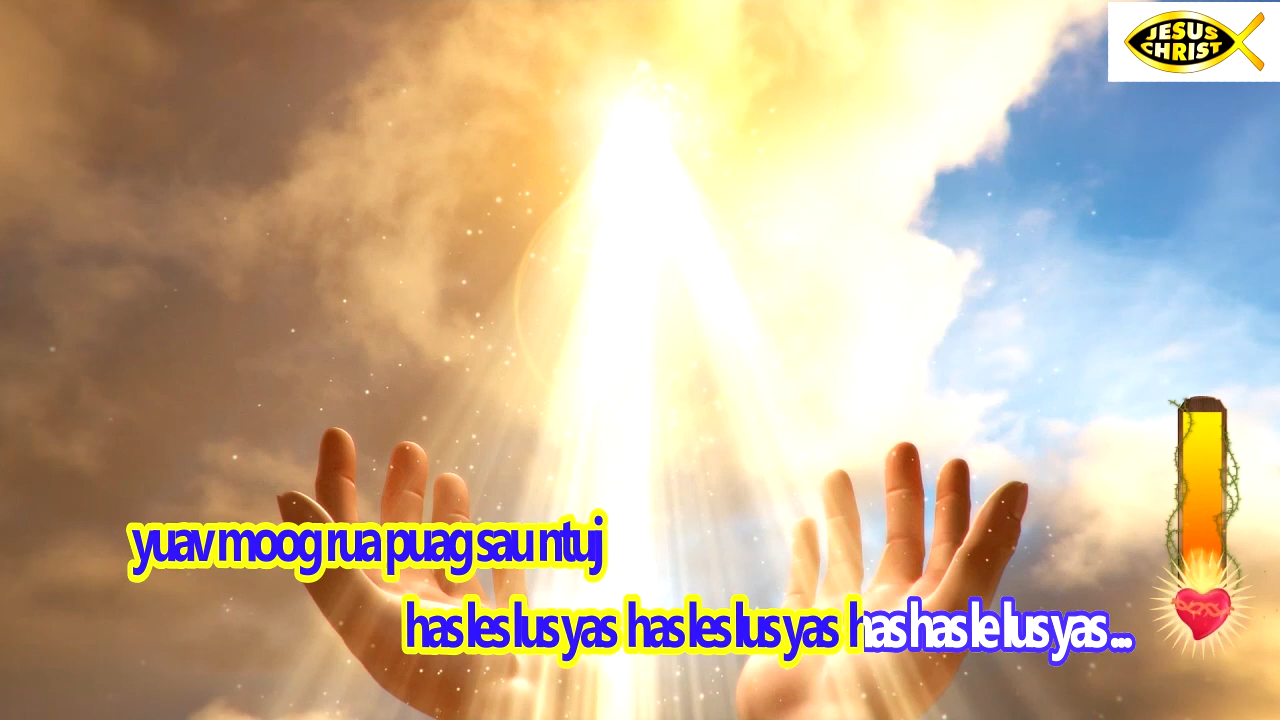 JESUS
CHRIST
yuav moog rua puag sau ntuj
has les lus yas has les lus yas has has le lus yas...